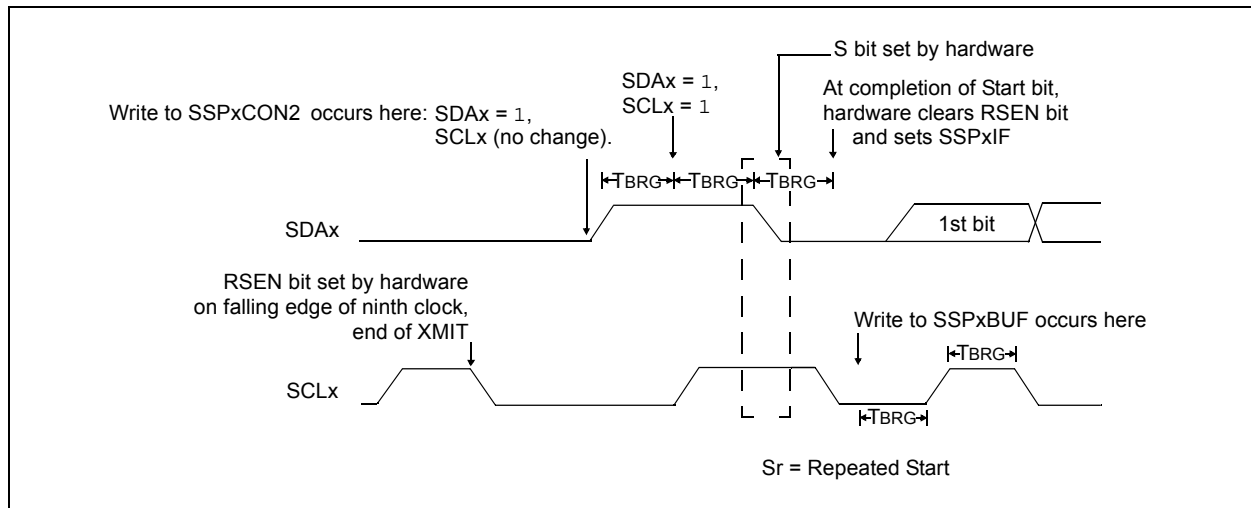 S bit set by hardware
SDAx = 1,
SCLx = 1
At completion of Start bit,
hardware clears RSEN bit
and sets SSPxIF
Write to SSPxCON2 occurs here: SDAx = 1,
SCLx (no change).
TBRG TBRG TBRG
SDAx
1st bit
RSEN bit set by hardware
on falling edge of ninth clock,
end of XMIT
Write to SSPxBUF occurs here
TBRG
SCLx
TBRG
Sr = Repeated Start